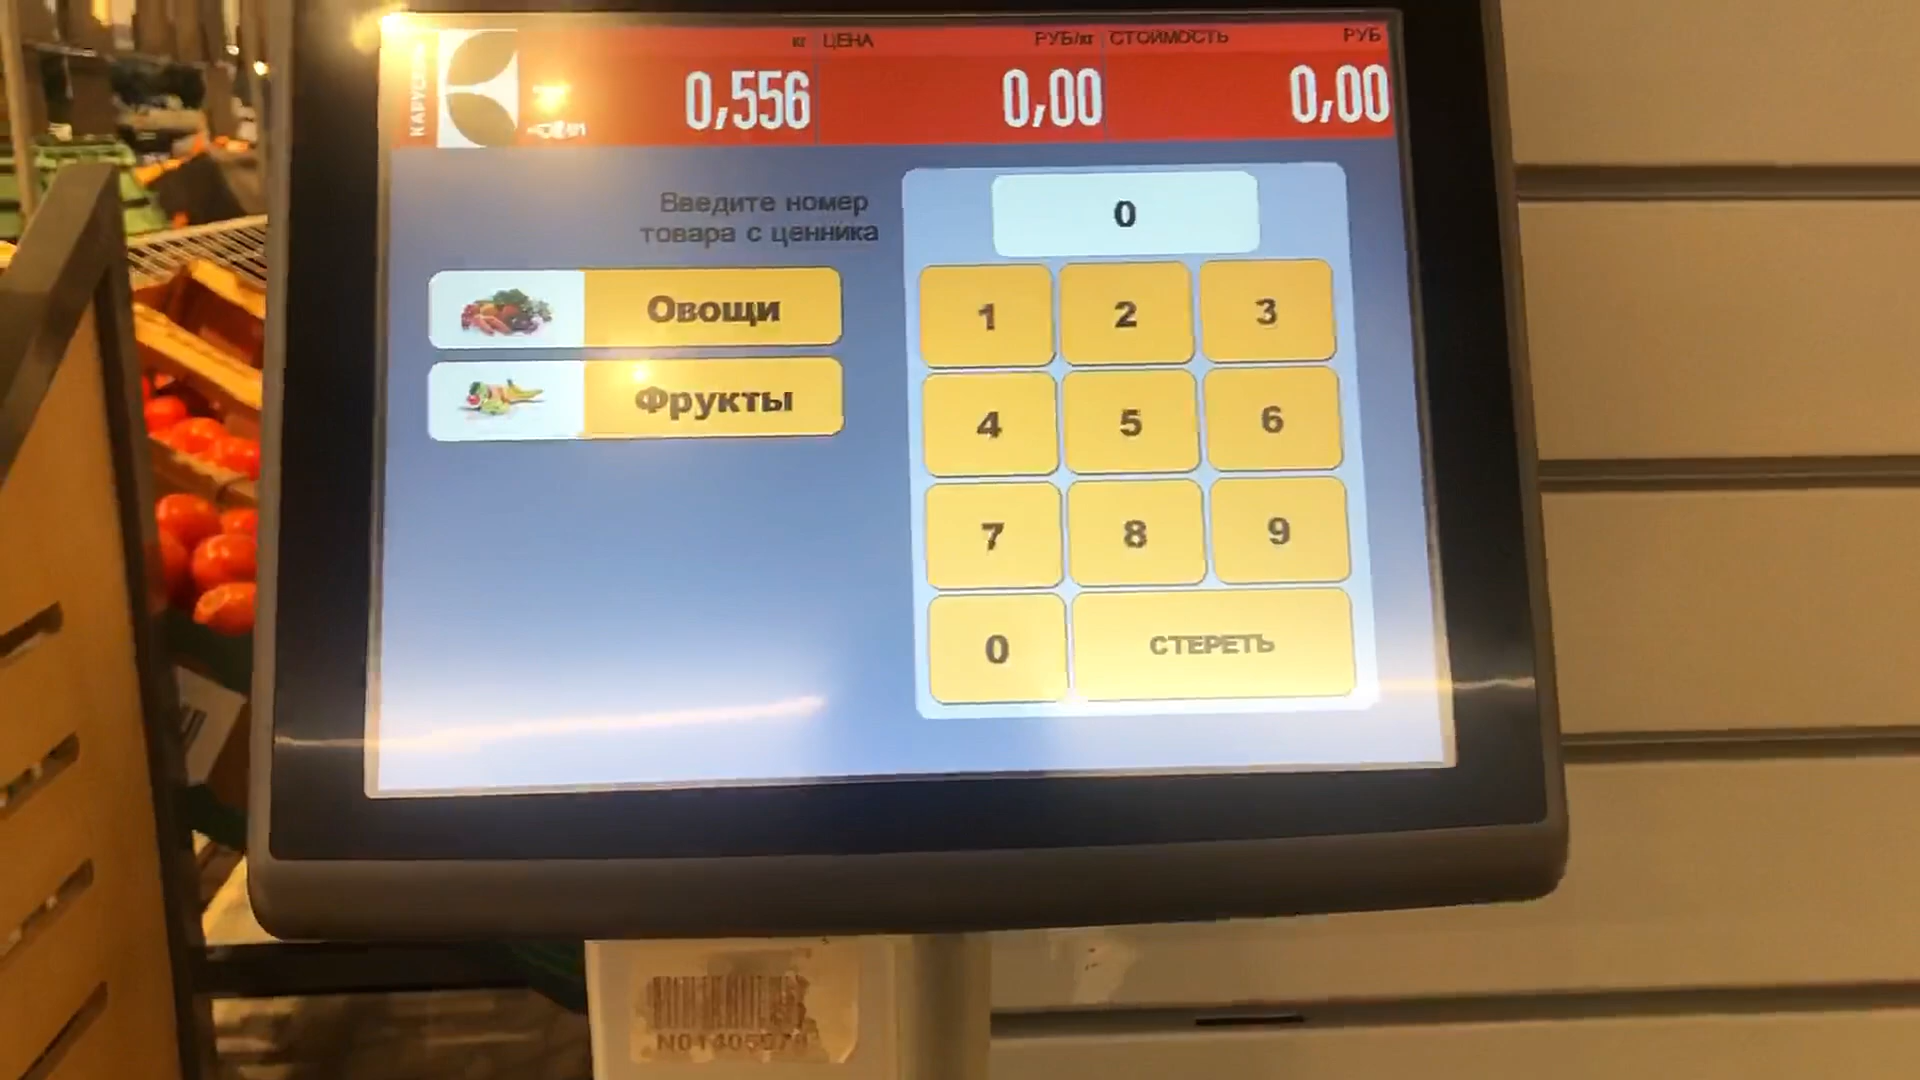 кг ЦЕНА РУБ/кг СТОИМОСТЬ РУБ
0,556 0,00 0,00
Введите номер
товара с ценника
0
Овощи
Фрукты
1 2 3
4 5 6
7 8 9
0 СТЕРЕТЬ